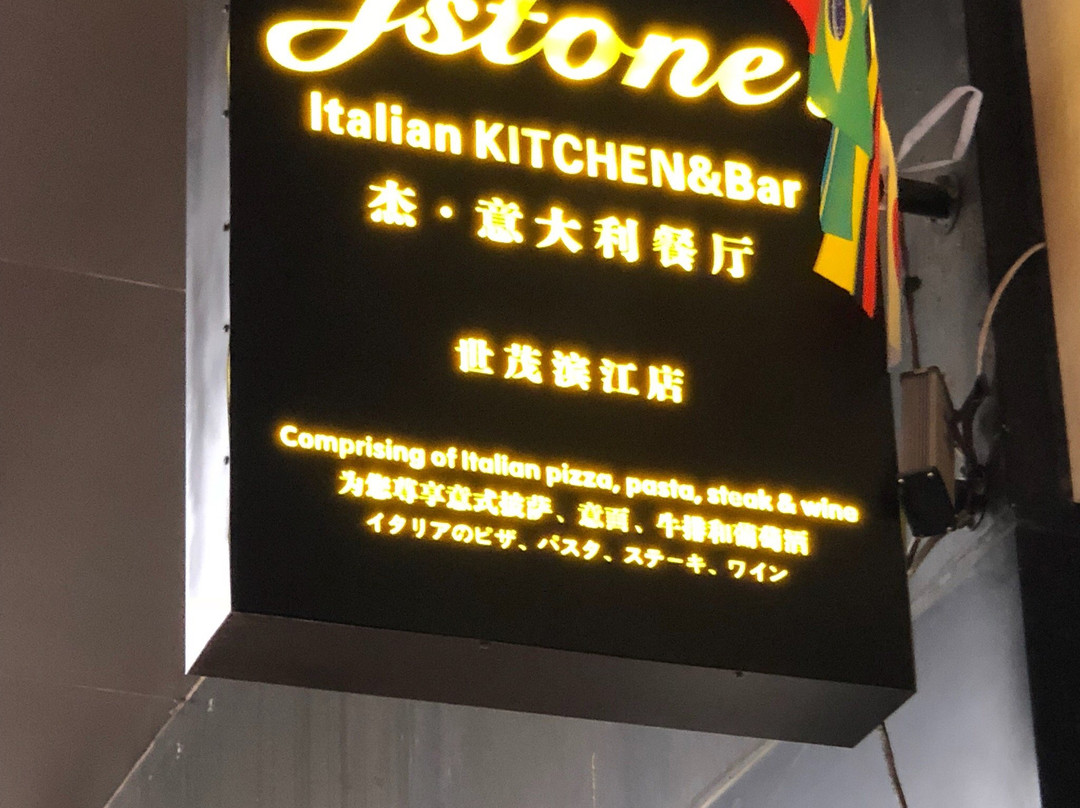 Jstone
Italian KITCHEN&Bar
杰·意大利餐厅
世茂滨江店
Comprising of Italian pizza, pasta, steak & wine
为您尊享意式披萨、意面、牛排和葡萄酒
イタリアのピザ、パスタ、ステーキ、ワイン